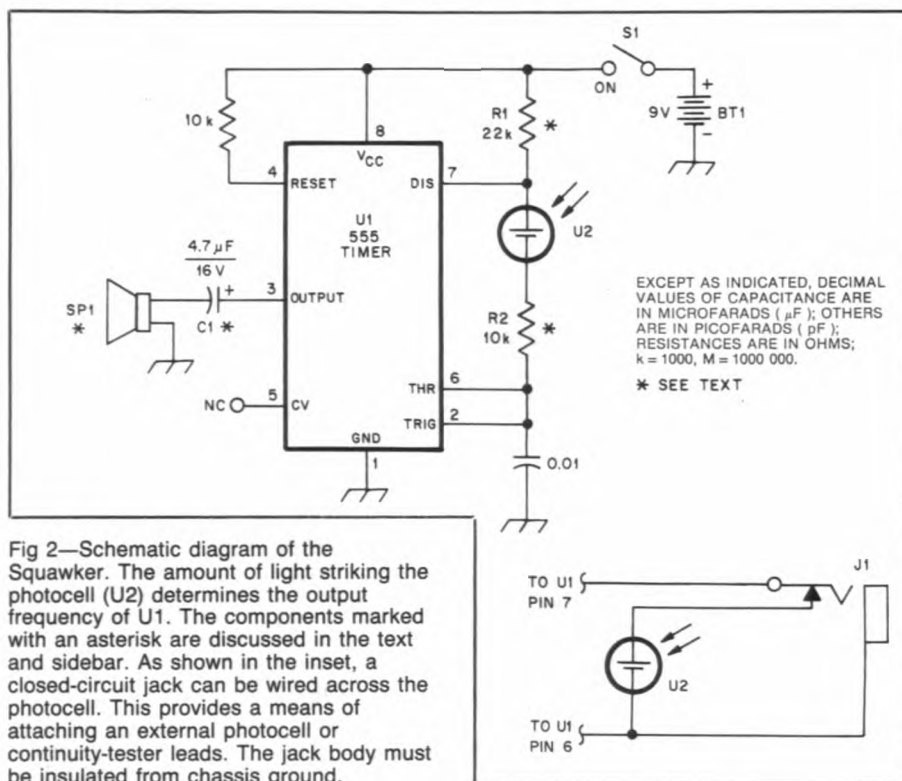 S1
ON
+
9V
BT1
-
10k
R1
22k
*
8
VCC
4
RESET
DIS
7
U1
555
TIMER
U2
4.7 µF
16 V
+
3
OUTPUT
SP1
*
C1 *
R2
10k
*
6
THR
2
TRIG
NC
5
CV
GND
1
0.01
EXCEPT AS INDICATED, DECIMAL
VALUES OF CAPACITANCE ARE
IN MICROFARADS ( µF ); OTHERS
ARE IN PICOFARADS ( pF );
RESISTANCES ARE IN OHMS;
k = 1000, M = 1000 000.
* SEE TEXT
Fig 2—Schematic diagram of the
Squawker. The amount of light striking the
photocell (U2) determines the output
frequency of U1. The components marked
with an asterisk are discussed in the text
and sidebar. As shown in the inset, a
closed-circuit jack can be wired across the
photocell. This provides a means of
attaching an external photocell or
continuity-tester leads. The jack body must
be insulated from chassis ground.
TO U1
PIN 7
J1
U2
TO U1
PIN 6